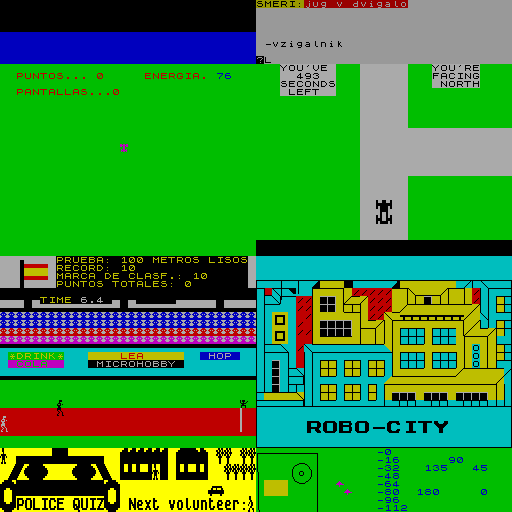 SMERI: jug v dvigalo
-vzigalnik
?L
PUNTOS... 0 ENERGIA. 76
PANTALLAS...0
YOU'VE
493
SECONDS
LEFT
YOU'RE
FACING
NORTH
PRUEBA: 100 METROS LISOS
RECORD: 10
MARCA DE CLASF.: 10
PUNTOS TOTALES: 0
TIME 6.4
*DRINK* LEA HOP
MICROHOBBY
ROBO-CITY
POLICE QUIZ Next volunteer:
-0
-16 90
-32 135 45
-48
-64
-80 180 0
-96
-112